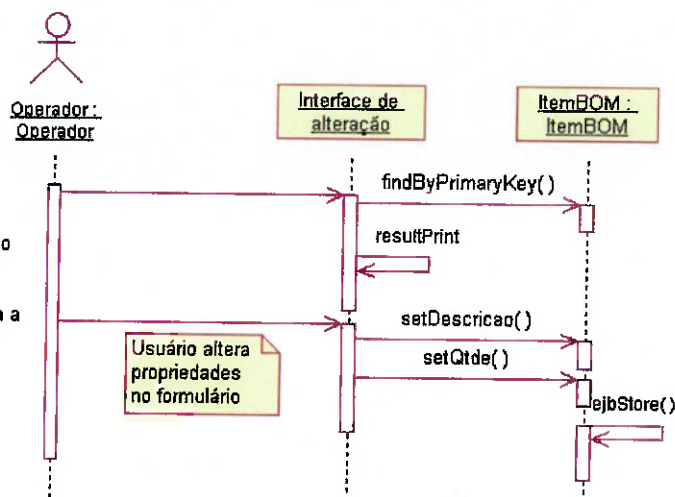 Operador :
Operador
Interface de
alteração
ItemBOM :
ItemBOM
findByPrimaryKey( )
o
resultPrint
a a
setDescricao( )
Usuário altera
propriedades
no formulário
setQtde( )
ejbStore( )